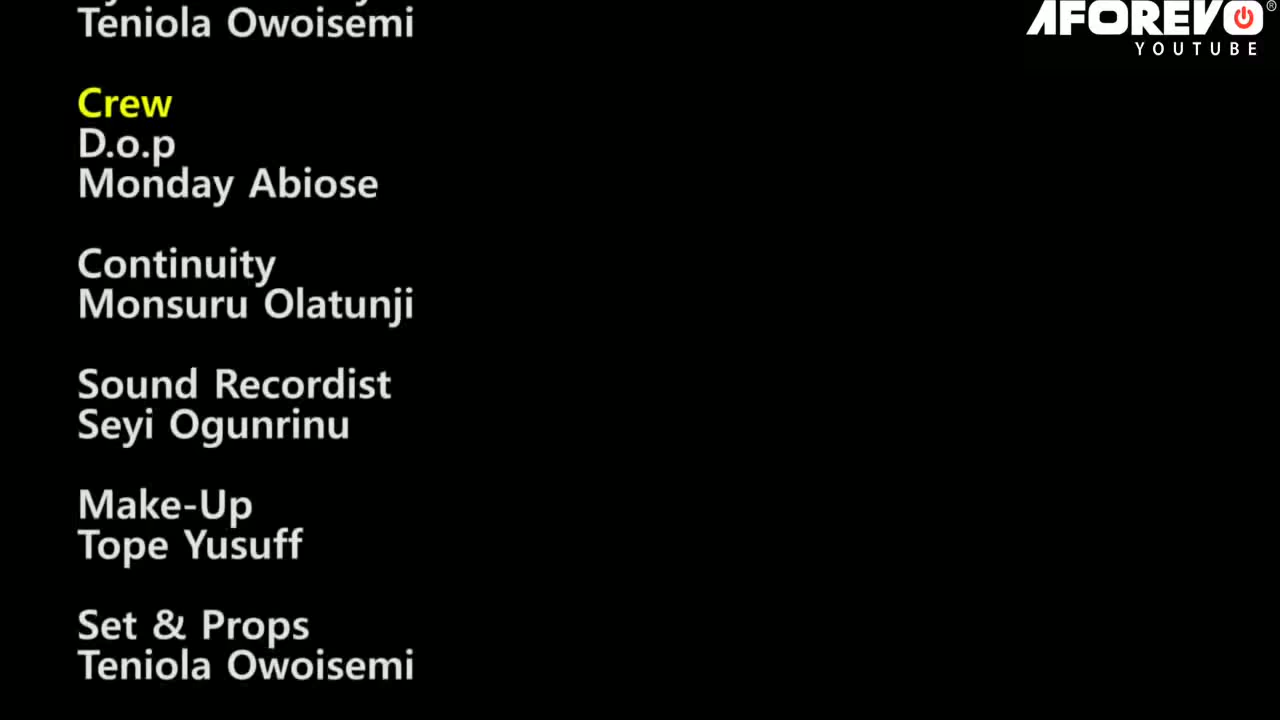 Teniola Owoisemi
AFOREVO®
YOUTUBE
Crew
D.o.p
Monday Abiose
Continuity
Monsuru Olatunji
Sound Recordist
Seyi Ogunrinu
Make-Up
Tope Yusuff
Set & Props
Teniola Owoisemi